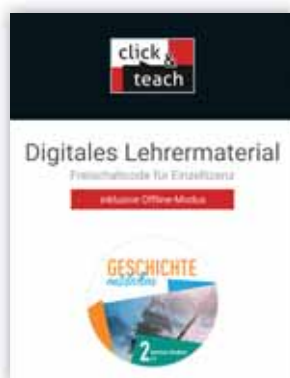 click &
teach
Digitales Lehrermaterial
Freischaltcode für Einzellizenz
inklusive Offline-Modus
GESCHICHTE
entdecken
2